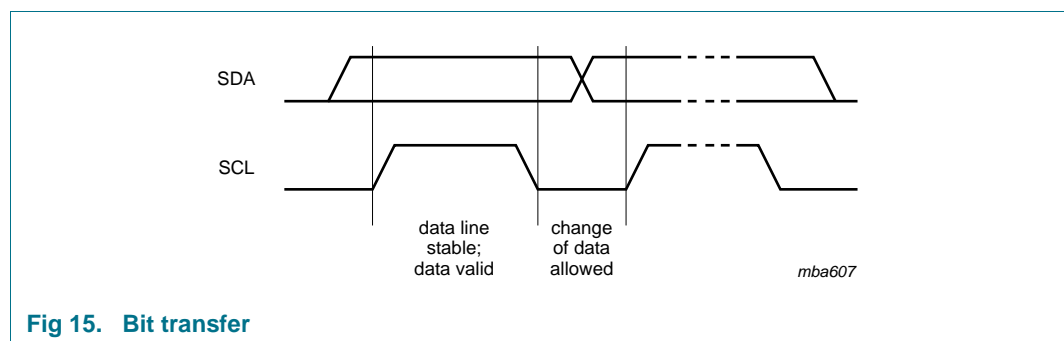 SDA
SCL
data line
stable;
data valid
change
of data
allowed
mba607
Fig 15. Bit transfer